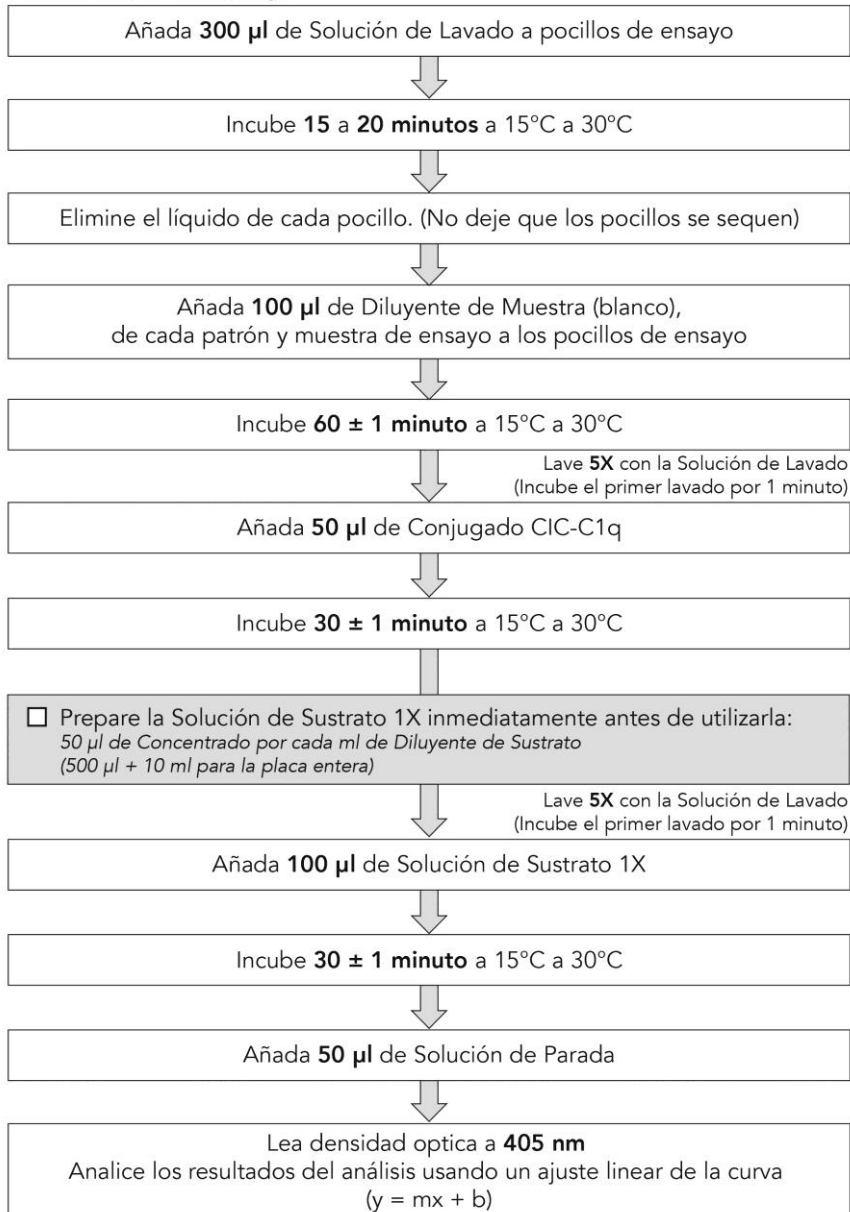 Añada 300 µl de Solución de Lavado a pocillos de ensayo
Incube 15 a 20 minutos a 15°C a 30°C
Elimine el líquido de cada pocillo. (No deje que los pocillos se sequen)
Añada 100 µl de Diluyente de Muestra (blanco),
de cada patrón y muestra de ensayo a los pocillos de ensayo
Incube 60 ± 1 minuto a 15°C a 30°C
Lave 5X con la Solución de Lavado
(Incube el primer lavado por 1 minuto)
Añada 50 µl de Conjugado CIC-C1q
Incube 30 ± 1 minuto a 15°C a 30°C
Prepare la Solución de Sustrato 1X inmediatamente antes de utilizarla:
50 µl de Concentrado por cada ml de Diluyente de Sustrato
(500 µl + 10 ml para la placa entera)
Lave 5X con la Solución de Lavado
(Incube el primer lavado por 1 minuto)
Añada 100 µl de Solución de Sustrato 1X
Incube 30 ± 1 minuto a 15°C a 30°C
Añada 50 µl de Solución de Parada
Lea densidad optica a 405 nm
Analice los resultados del análisis usando un ajuste linear de la curva
(y = mx + b)